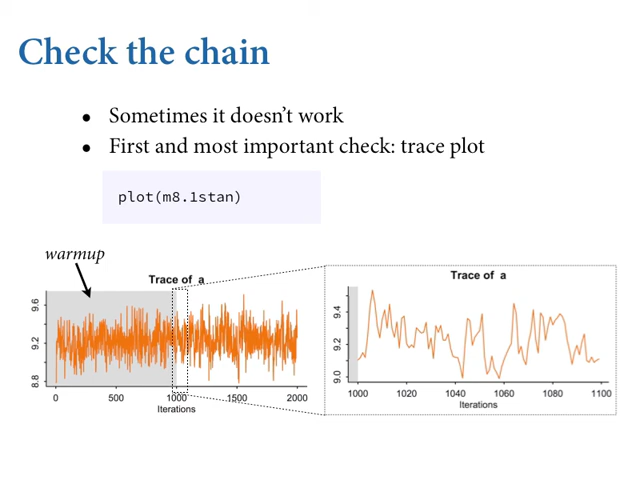 Check the chain
• Sometimes it doesn't work
• First and most important check: trace plot
plot(m8.1stan)
warmup
Trace of a
9.6
9.2
8.8
0 500 1000 1500 2000
Iterations
Trace of a
9.4
9.2
9.0
1000 1020 1040 1060 1080 1100
Iterations